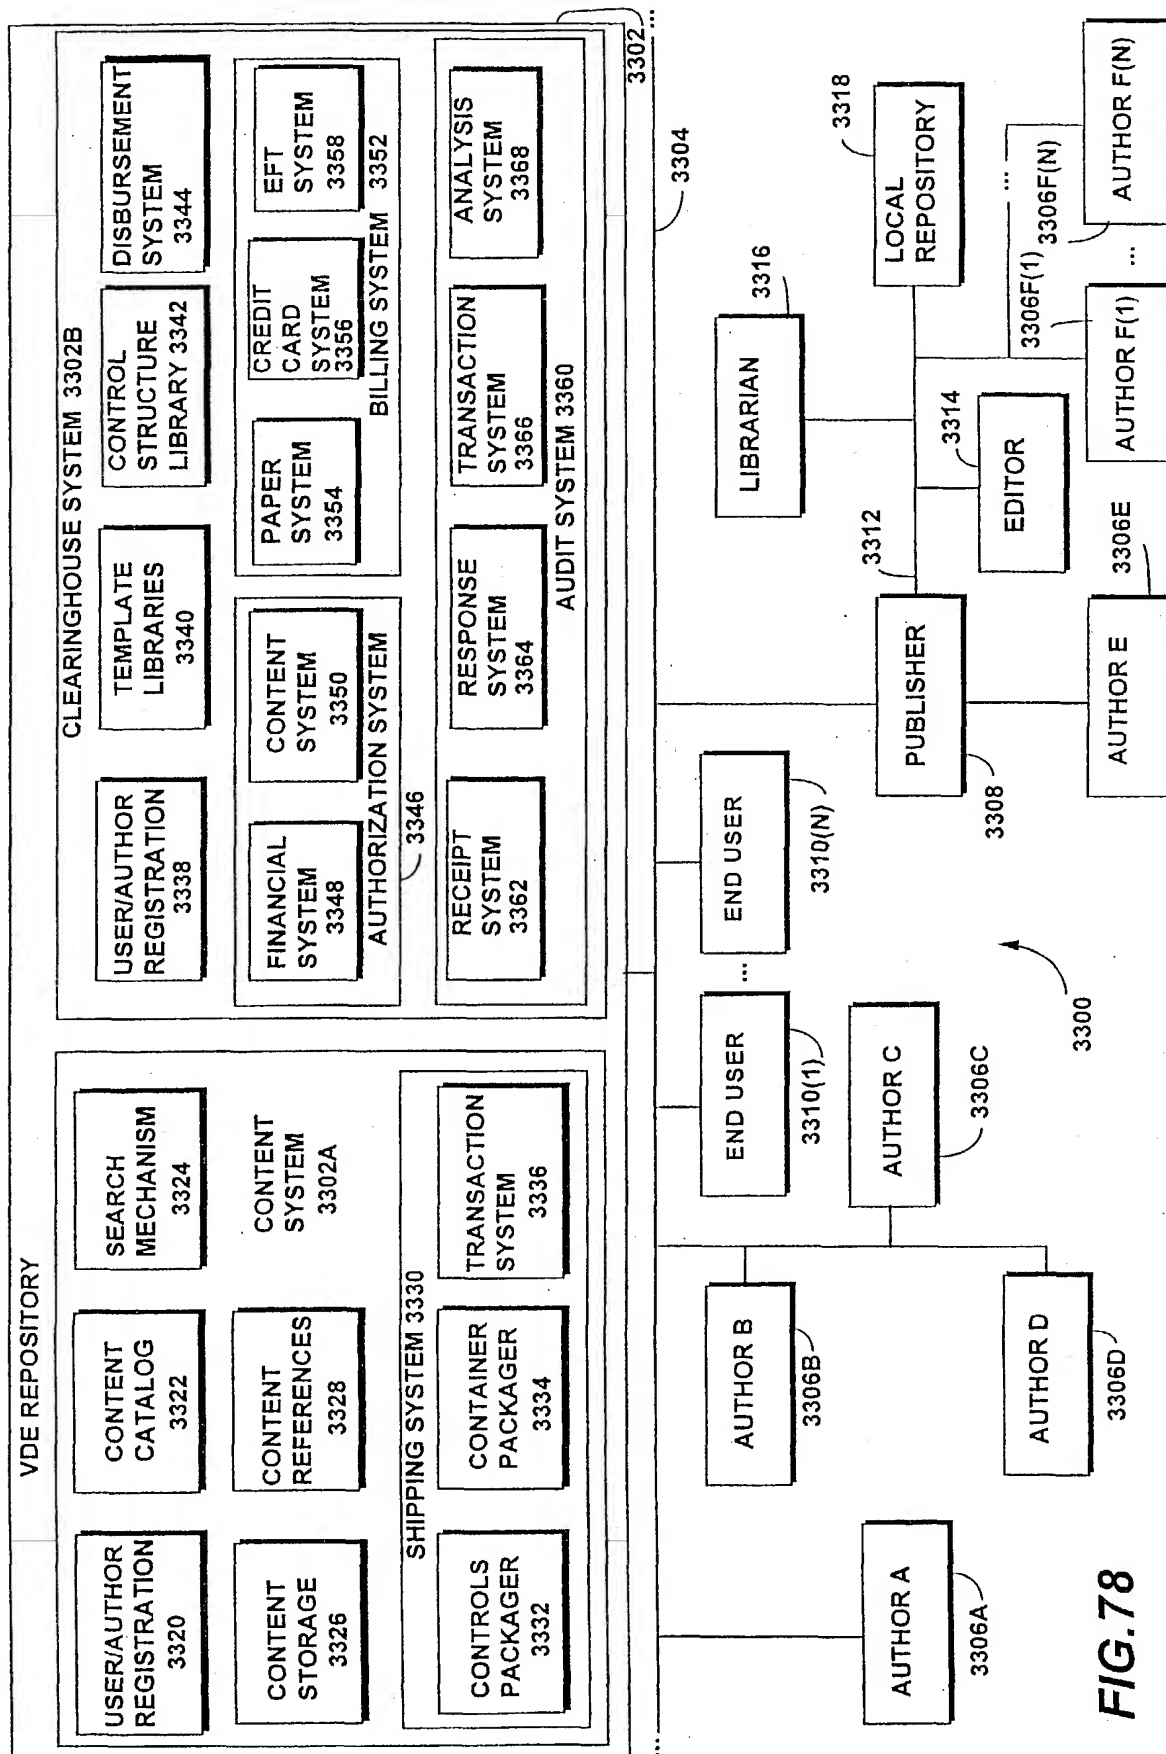 VDE REPOSITORY
USER/AUTHOR
REGISTRATION
3320
CONTENT
CATALOG
3322
SEARCH
MECHANISM
3324
CONTENT
STORAGE
3326
CONTENT
REFERENCES
3328
CONTENT
SYSTEM
3302A
SHIPPING SYSTEM 3330
CONTROLS
PACKAGER
3332
CONTAINER
PACKAGER
3334
TRANSACTION
SYSTEM
3336
CLEARINGHOUSE SYSTEM 3302B
USER/AUTHOR
REGISTRATION
3338
TEMPLATE
LIBRARIES
3340
CONTROL
STRUCTURE
LIBRARY 3342
DISBURSEMENT
SYSTEM
3344
FINANCIAL
SYSTEM
3348
CONTENT
SYSTEM
3350
AUTHORIZATION SYSTEM
3346
PAPER
SYSTEM
3354
CREDIT
CARD
SYSTEM
3356
EFT
SYSTEM
3358
BILLING SYSTEM 3352
RECEIPT
SYSTEM
3362
RESPONSE
SYSTEM
3364
TRANSACTION
SYSTEM
3366
ANALYSIS
SYSTEM
3368
AUDIT SYSTEM 3360
3302
...
...
3304
AUTHOR A
3306A
AUTHOR B
3306B
AUTHOR C
3306C
AUTHOR D
3306D
END USER
3310(1)
...
END USER
3310(N)
3300
PUBLISHER
3308
3312
AUTHOR E
3306E
LIBRARIAN
3316
EDITOR
3314
LOCAL
REPOSITORY
3318
...
AUTHOR F(1)
3306F(1)
...
AUTHOR F(N)
3306F(N)
FIG.78